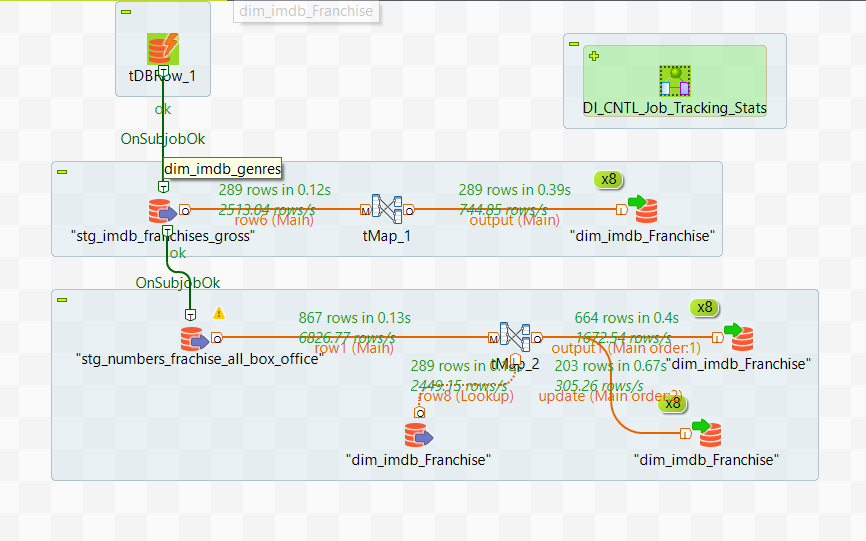 dim_imdb_Franchise
tDBRow_1
ok
OnSubjobOk
DI_CNTL_Job_Tracking_Stats
dim_imdb_genres
289 rows in 0.12s
2513.04 rows/s
row6 (Main)
289 rows in 0.39s
744.85 rows/s
output (Main)
x8
"stg_imdb_franchises_gross"
tMap_1
"dim_imdb_Franchise"
ok
OnSubjobOk
867 rows in 0.13s
6826.77 rows/s
row1 (Main)
664 rows in 0.4s
1672.54 rows/s
output1 (Main order:1)
x8
"stg_numbers_frachise_all_box_office"
tMap_2
"dim_imdb_Franchise"
289 rows in
2449.15 rows/s
row8 (Lookup)
203 rows in 0.67s
305.26 rows/s
update (Main order:2)
x8
"dim_imdb_Franchise"
"dim_imdb_Franchise"